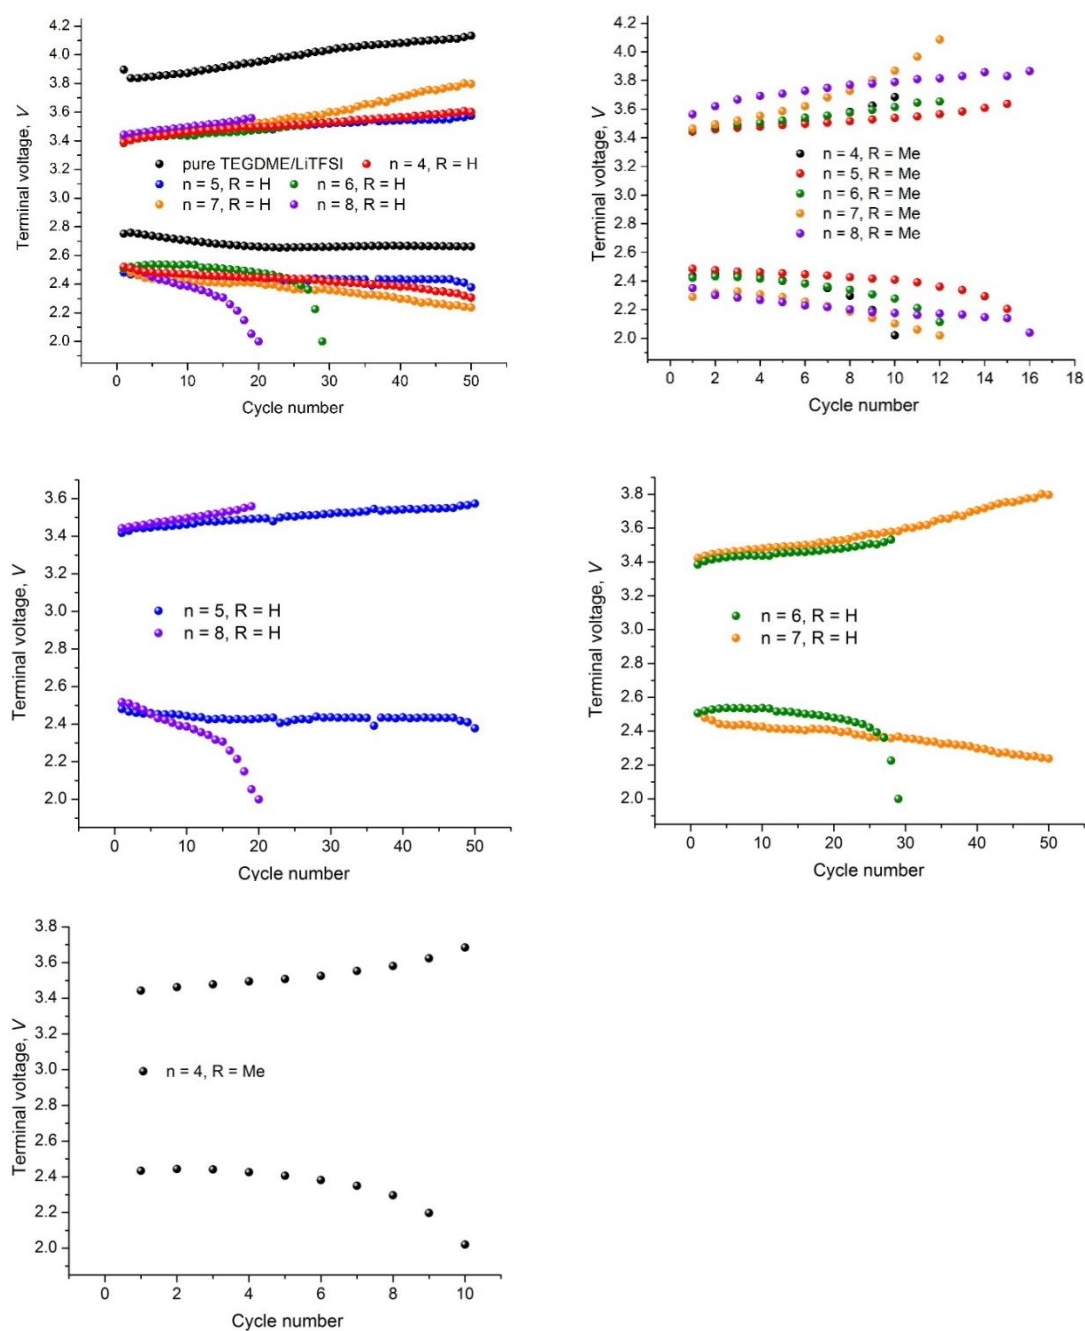 4.2
4.0
3.8
3.6
3.4
3.2
3.0
2.8
2.6
2.4
2.2
2.0
Terminal voltage, V
pure TEGDME/LiTFSI n = 4, R = H
n = 5, R = H n = 6, R = H
n = 7, R = H n = 8, R = H
0 10 20 30 40 50
Cycle number
4.2
4.0
3.8
3.6
3.4
3.2
3.0
2.8
2.6
2.4
2.2
2.0
Terminal voltage, V
n = 4, R = Me
n = 5, R = Me
n = 6, R = Me
n = 7, R = Me
n = 8, R = Me
0 2 4 6 8 10 12 14 16 18
Cycle number
3.6
3.4
3.2
3.0
2.8
2.6
2.4
2.2
2.0
Terminal voltage, V
n = 5, R = H
n = 8, R = H
0 10 20 30 40 50
Cycle number
3.8
3.6
3.4
3.2
3.0
2.8
2.6
2.4
2.2
2.0
Terminal voltage, V
n = 6, R = H
n = 7, R = H
0 10 20 30 40 50
Cycle number
3.8
3.6
3.4
3.2
3.0
2.8
2.6
2.4
2.2
2.0
Terminal voltage, V
n = 4, R = Me
0 2 4 6 8 10
Cycle number